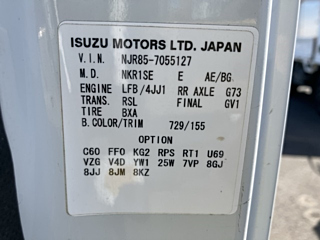 ISUZU MOTORS LTD. JAPAN
V.I.N. NJR85-7055127
M.D. NKR1SE E AE/BG
ENGINE LFB/4JJ1 RR AXLE G73
TRANS. RSL FINAL GV1
TIRE BXA
B.COLOR/TRIM 729/155
OPTION
C60 FF0 KG2 RPS RT1 U69
VZG V4D YW1 25W 7VP 8GJ
8JJ 8JM 8KZ